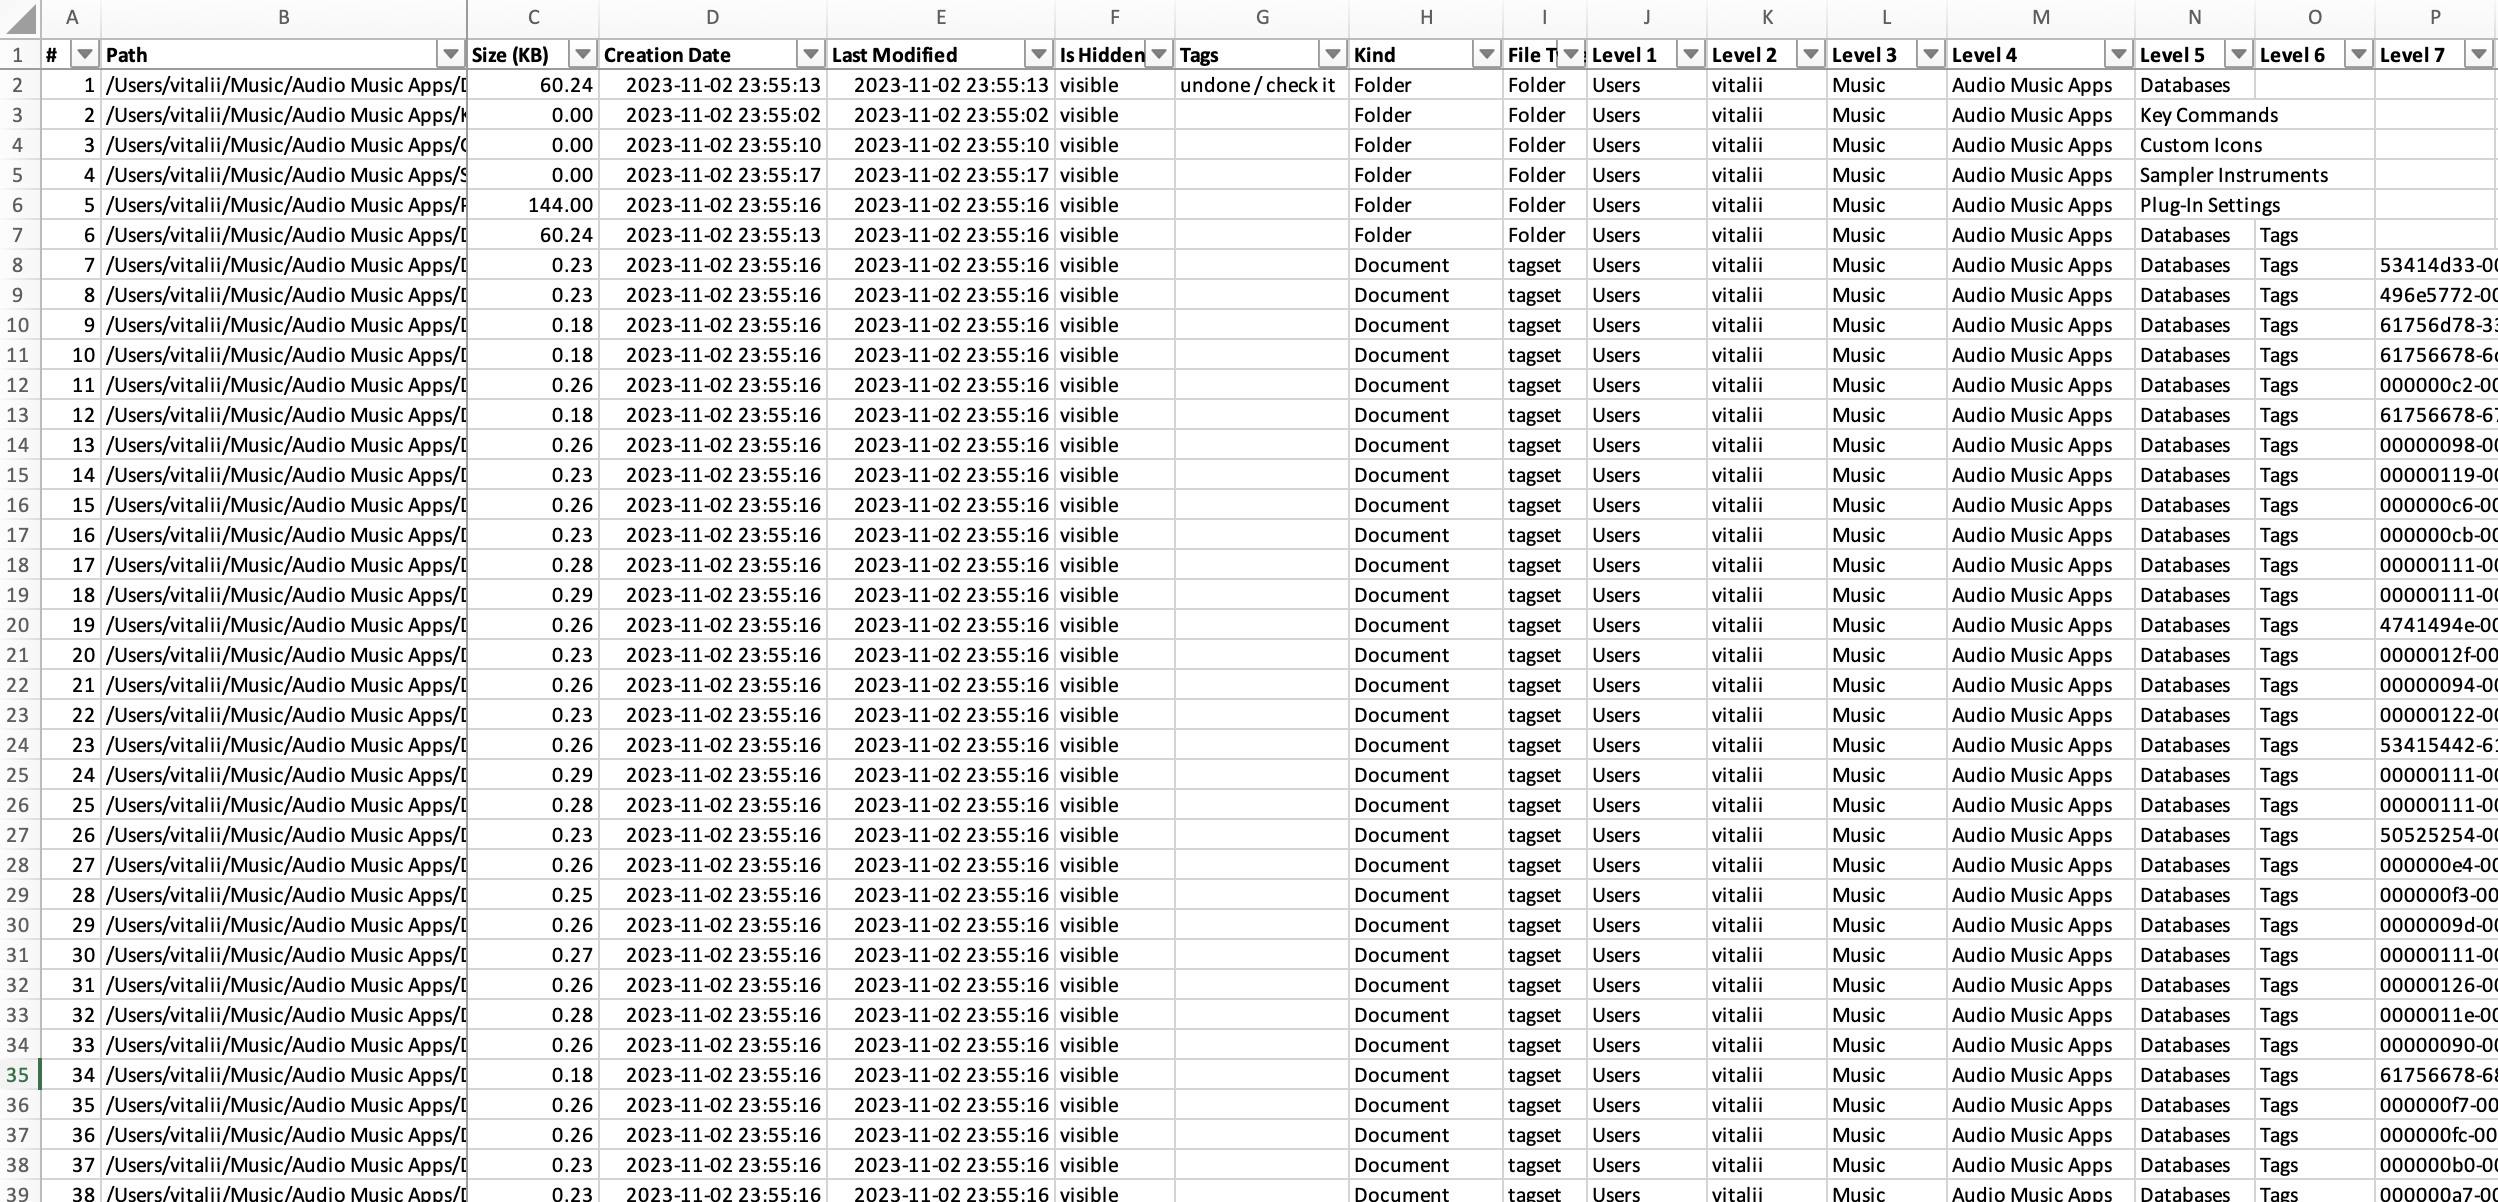 A B C D E F G H I J K L M N O P
1 # Path Size (KB) Creation Date Last Modified Is Hidden Tags Kind File T Level 1 Level 2 Level 3 Level 4 Level 5 Level 6 Level 7
2 1 /Users/vitalii/Music/Audio Music Apps/D 60.24 2023-11-02 23:55:13 2023-11-02 23:55:13 visible undone / check it Folder Folder Users vitalii Music Audio Music Apps Databases
3 2 /Users/vitalii/Music/Audio Music Apps/K 0.00 2023-11-02 23:55:02 2023-11-02 23:55:02 visible Folder Folder Users vitalii Music Audio Music Apps Key Commands
4 3 /Users/vitalii/Music/Audio Music Apps/C 0.00 2023-11-02 23:55:10 2023-11-02 23:55:10 visible Folder Folder Users vitalii Music Audio Music Apps Custom Icons
5 4 /Users/vitalii/Music/Audio Music Apps/S 0.00 2023-11-02 23:55:17 2023-11-02 23:55:17 visible Folder Folder Users vitalii Music Audio Music Apps Sampler Instruments
6 5 /Users/vitalii/Music/Audio Music Apps/P 144.00 2023-11-02 23:55:16 2023-11-02 23:55:16 visible Folder Folder Users vitalii Music Audio Music Apps Plug-In Settings
7 6 /Users/vitalii/Music/Audio Music Apps/D 60.24 2023-11-02 23:55:13 2023-11-02 23:55:16 visible Folder Folder Users vitalii Music Audio Music Apps Databases Tags
8 7 /Users/vitalii/Music/Audio Music Apps/D 0.23 2023-11-02 23:55:16 2023-11-02 23:55:16 visible Document tagset Users vitalii Music Audio Music Apps Databases Tags 53414d33-00
9 8 /Users/vitalii/Music/Audio Music Apps/D 0.23 2023-11-02 23:55:16 2023-11-02 23:55:16 visible Document tagset Users vitalii Music Audio Music Apps Databases Tags 496e5772-00
10 9 /Users/vitalii/Music/Audio Music Apps/D 0.18 2023-11-02 23:55:16 2023-11-02 23:55:16 visible Document tagset Users vitalii Music Audio Music Apps Databases Tags 61756d78-33
11 10 /Users/vitalii/Music/Audio Music Apps/D 0.18 2023-11-02 23:55:16 2023-11-02 23:55:16 visible Document tagset Users vitalii Music Audio Music Apps Databases Tags 61756678-6
12 11 /Users/vitalii/Music/Audio Music Apps/D 0.26 2023-11-02 23:55:16 2023-11-02 23:55:16 visible Document tagset Users vitalii Music Audio Music Apps Databases Tags 000000c2-00
13 12 /Users/vitalii/Music/Audio Music Apps/D 0.18 2023-11-02 23:55:16 2023-11-02 23:55:16 visible Document tagset Users vitalii Music Audio Music Apps Databases Tags 61756678-67
14 13 /Users/vitalii/Music/Audio Music Apps/D 0.26 2023-11-02 23:55:16 2023-11-02 23:55:16 visible Document tagset Users vitalii Music Audio Music Apps Databases Tags 00000098-00
15 14 /Users/vitalii/Music/Audio Music Apps/D 0.23 2023-11-02 23:55:16 2023-11-02 23:55:16 visible Document tagset Users vitalii Music Audio Music Apps Databases Tags 00000119-00
16 15 /Users/vitalii/Music/Audio Music Apps/D 0.26 2023-11-02 23:55:16 2023-11-02 23:55:16 visible Document tagset Users vitalii Music Audio Music Apps Databases Tags 000000c6-00
17 16 /Users/vitalii/Music/Audio Music Apps/D 0.23 2023-11-02 23:55:16 2023-11-02 23:55:16 visible Document tagset Users vitalii Music Audio Music Apps Databases Tags 000000cb-00
18 17 /Users/vitalii/Music/Audio Music Apps/D 0.28 2023-11-02 23:55:16 2023-11-02 23:55:16 visible Document tagset Users vitalii Music Audio Music Apps Databases Tags 00000111-00
19 18 /Users/vitalii/Music/Audio Music Apps/D 0.29 2023-11-02 23:55:16 2023-11-02 23:55:16 visible Document tagset Users vitalii Music Audio Music Apps Databases Tags 00000111-00
20 19 /Users/vitalii/Music/Audio Music Apps/D 0.26 2023-11-02 23:55:16 2023-11-02 23:55:16 visible Document tagset Users vitalii Music Audio Music Apps Databases Tags 4741494e-00
21 20 /Users/vitalii/Music/Audio Music Apps/D 0.23 2023-11-02 23:55:16 2023-11-02 23:55:16 visible Document tagset Users vitalii Music Audio Music Apps Databases Tags 0000012f-00
22 21 /Users/vitalii/Music/Audio Music Apps/D 0.26 2023-11-02 23:55:16 2023-11-02 23:55:16 visible Document tagset Users vitalii Music Audio Music Apps Databases Tags 00000094-00
23 22 /Users/vitalii/Music/Audio Music Apps/D 0.23 2023-11-02 23:55:16 2023-11-02 23:55:16 visible Document tagset Users vitalii Music Audio Music Apps Databases Tags 00000122-00
24 23 /Users/vitalii/Music/Audio Music Apps/D 0.26 2023-11-02 23:55:16 2023-11-02 23:55:16 visible Document tagset Users vitalii Music Audio Music Apps Databases Tags 53415442-61
25 24 /Users/vitalii/Music/Audio Music Apps/D 0.29 2023-11-02 23:55:16 2023-11-02 23:55:16 visible Document tagset Users vitalii Music Audio Music Apps Databases Tags 00000111-00
26 25 /Users/vitalii/Music/Audio Music Apps/D 0.28 2023-11-02 23:55:16 2023-11-02 23:55:16 visible Document tagset Users vitalii Music Audio Music Apps Databases Tags 00000111-00
27 26 /Users/vitalii/Music/Audio Music Apps/D 0.23 2023-11-02 23:55:16 2023-11-02 23:55:16 visible Document tagset Users vitalii Music Audio Music Apps Databases Tags 50525254-00
28 27 /Users/vitalii/Music/Audio Music Apps/D 0.26 2023-11-02 23:55:16 2023-11-02 23:55:16 visible Document tagset Users vitalii Music Audio Music Apps Databases Tags 000000e4-00
29 28 /Users/vitalii/Music/Audio Music Apps/D 0.25 2023-11-02 23:55:16 2023-11-02 23:55:16 visible Document tagset Users vitalii Music Audio Music Apps Databases Tags 000000f3-00
30 29 /Users/vitalii/Music/Audio Music Apps/D 0.26 2023-11-02 23:55:16 2023-11-02 23:55:16 visible Document tagset Users vitalii Music Audio Music Apps Databases Tags 0000009d-00
31 30 /Users/vitalii/Music/Audio Music Apps/D 0.27 2023-11-02 23:55:16 2023-11-02 23:55:16 visible Document tagset Users vitalii Music Audio Music Apps Databases Tags 00000111-00
32 31 /Users/vitalii/Music/Audio Music Apps/D 0.26 2023-11-02 23:55:16 2023-11-02 23:55:16 visible Document tagset Users vitalii Music Audio Music Apps Databases Tags 00000126-00
33 32 /Users/vitalii/Music/Audio Music Apps/D 0.28 2023-11-02 23:55:16 2023-11-02 23:55:16 visible Document tagset Users vitalii Music Audio Music Apps Databases Tags 0000011e-00
34 33 /Users/vitalii/Music/Audio Music Apps/D 0.26 2023-11-02 23:55:16 2023-11-02 23:55:16 visible Document tagset Users vitalii Music Audio Music Apps Databases Tags 00000090-00
35 34 /Users/vitalii/Music/Audio Music Apps/D 0.18 2023-11-02 23:55:16 2023-11-02 23:55:16 visible Document tagset Users vitalii Music Audio Music Apps Databases Tags 61756678-68
36 35 /Users/vitalii/Music/Audio Music Apps/D 0.26 2023-11-02 23:55:16 2023-11-02 23:55:16 visible Document tagset Users vitalii Music Audio Music Apps Databases Tags 000000f7-00
37 36 /Users/vitalii/Music/Audio Music Apps/D 0.26 2023-11-02 23:55:16 2023-11-02 23:55:16 visible Document tagset Users vitalii Music Audio Music Apps Databases Tags 000000fc-00
38 37 /Users/vitalii/Music/Audio Music Apps/D 0.23 2023-11-02 23:55:16 2023-11-02 23:55:16 visible Document tagset Users vitalii Music Audio Music Apps Databases Tags 000000b0-00
39 38 /Users/vitalii/Music/Audio Music Apps/D 0.23 2023-11-02 23:55:16 2023-11-02 23:55:16 visible Document tagset Users vitalii Music Audio Music Apps Databases Tags 000000a7-00